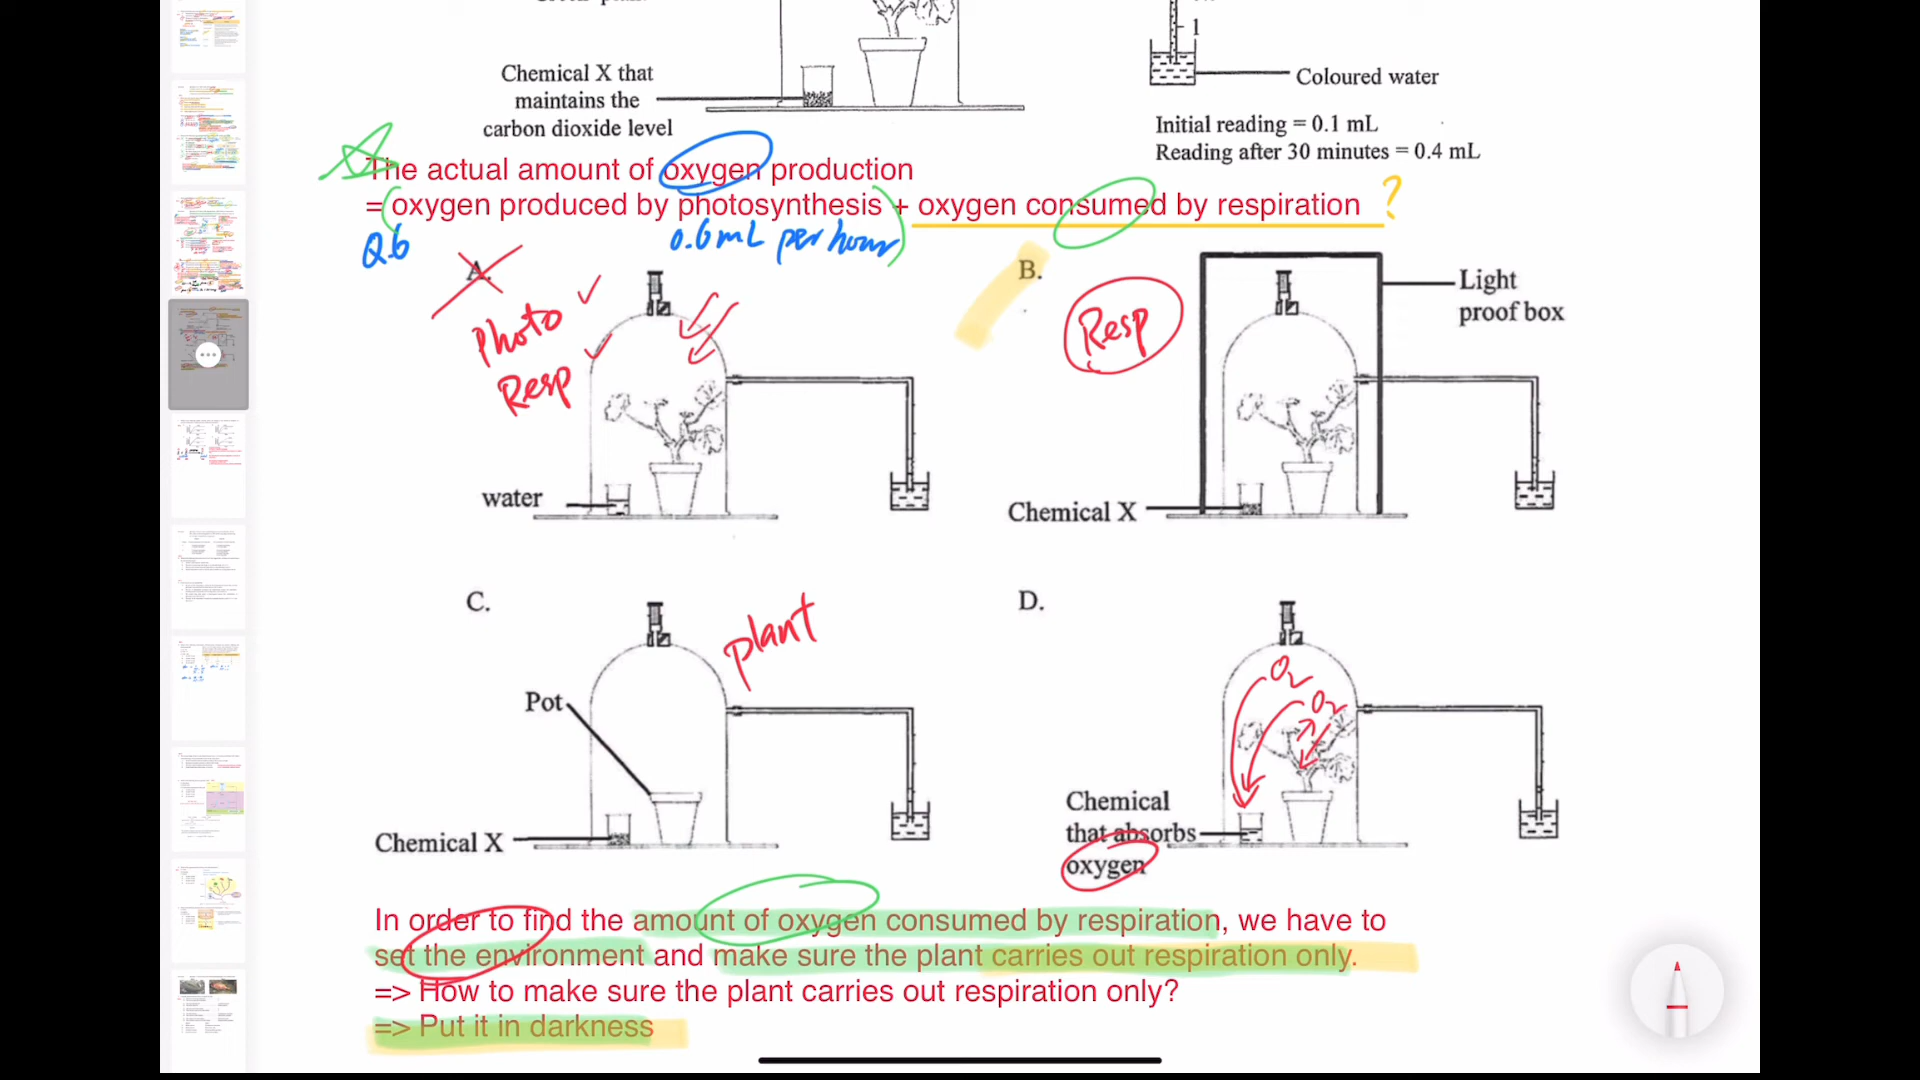 Chemical X that
maintains the
carbon dioxide level
1
Coloured water
Initial reading = 0.1 mL
Reading after 30 minutes = 0.4 mL
The actual amount of oxygen production
= oxygen produced by photosynthesis + oxygen consumed by respiration ?
Q6
0.6mL per hour
A.
Photo ✓
Resp ✓
water
B.
Resp
Light
proof box
Chemical X
C.
plant
Pot
Chemical X
D.
O2
O2
Chemical
that absorbs
oxygen
In order to find the amount of oxygen consumed by respiration, we have to
set the environment and make sure the plant carries out respiration only.
=> How to make sure the plant carries out respiration only?
=> Put it in darkness